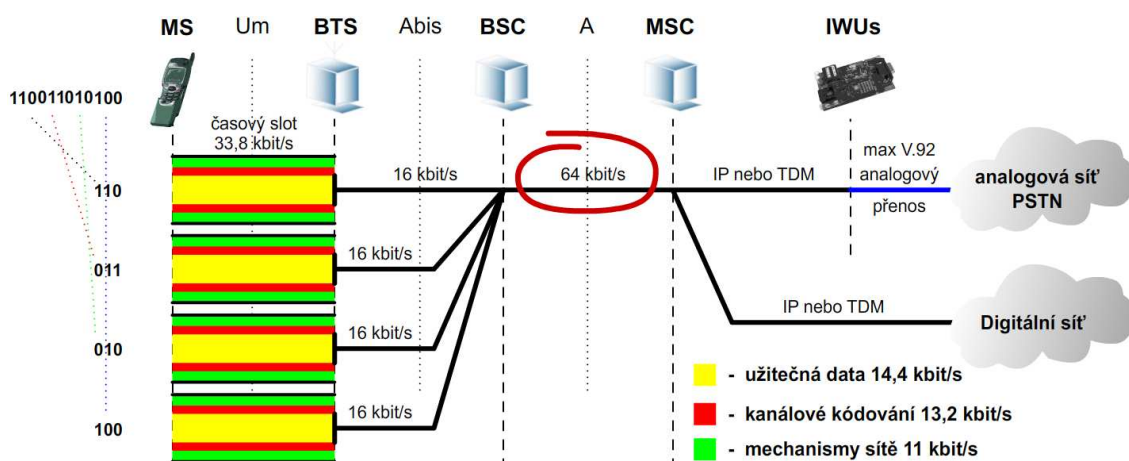 MS Um BTS Abis BSC A MSC IWUs
110011010100
časový slot
33,8 kbit/s
max V.92
analogový
přenos
110
16 kbit/s
64 kbit/s
IP nebo TDM
analogová síť
PSTN
011
16 kbit/s
010
16 kbit/s
IP nebo TDM
Digitální síť
100
16 kbit/s
- užitečná data 14,4 kbit/s
- kanálové kódování 13,2 kbit/s
- mechanismy sítě 11 kbit/s